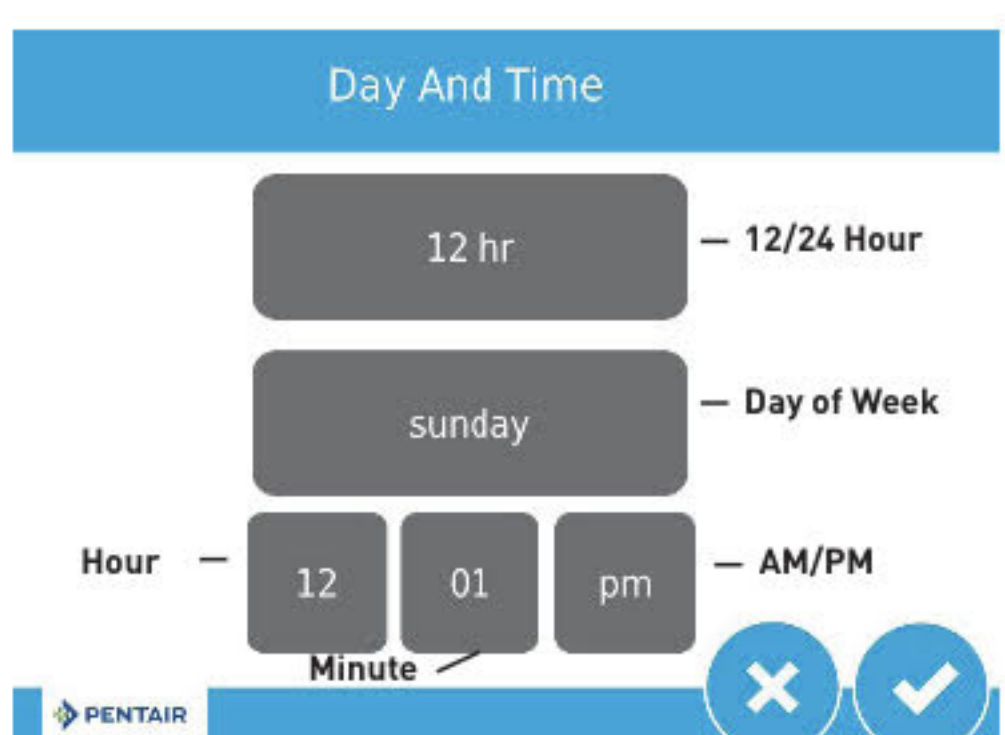 Day And Time
12 hr
— 12/24 Hour
sunday
— Day of Week
Hour —
12
01
pm
— AM/PM
Minute
PENTAIR